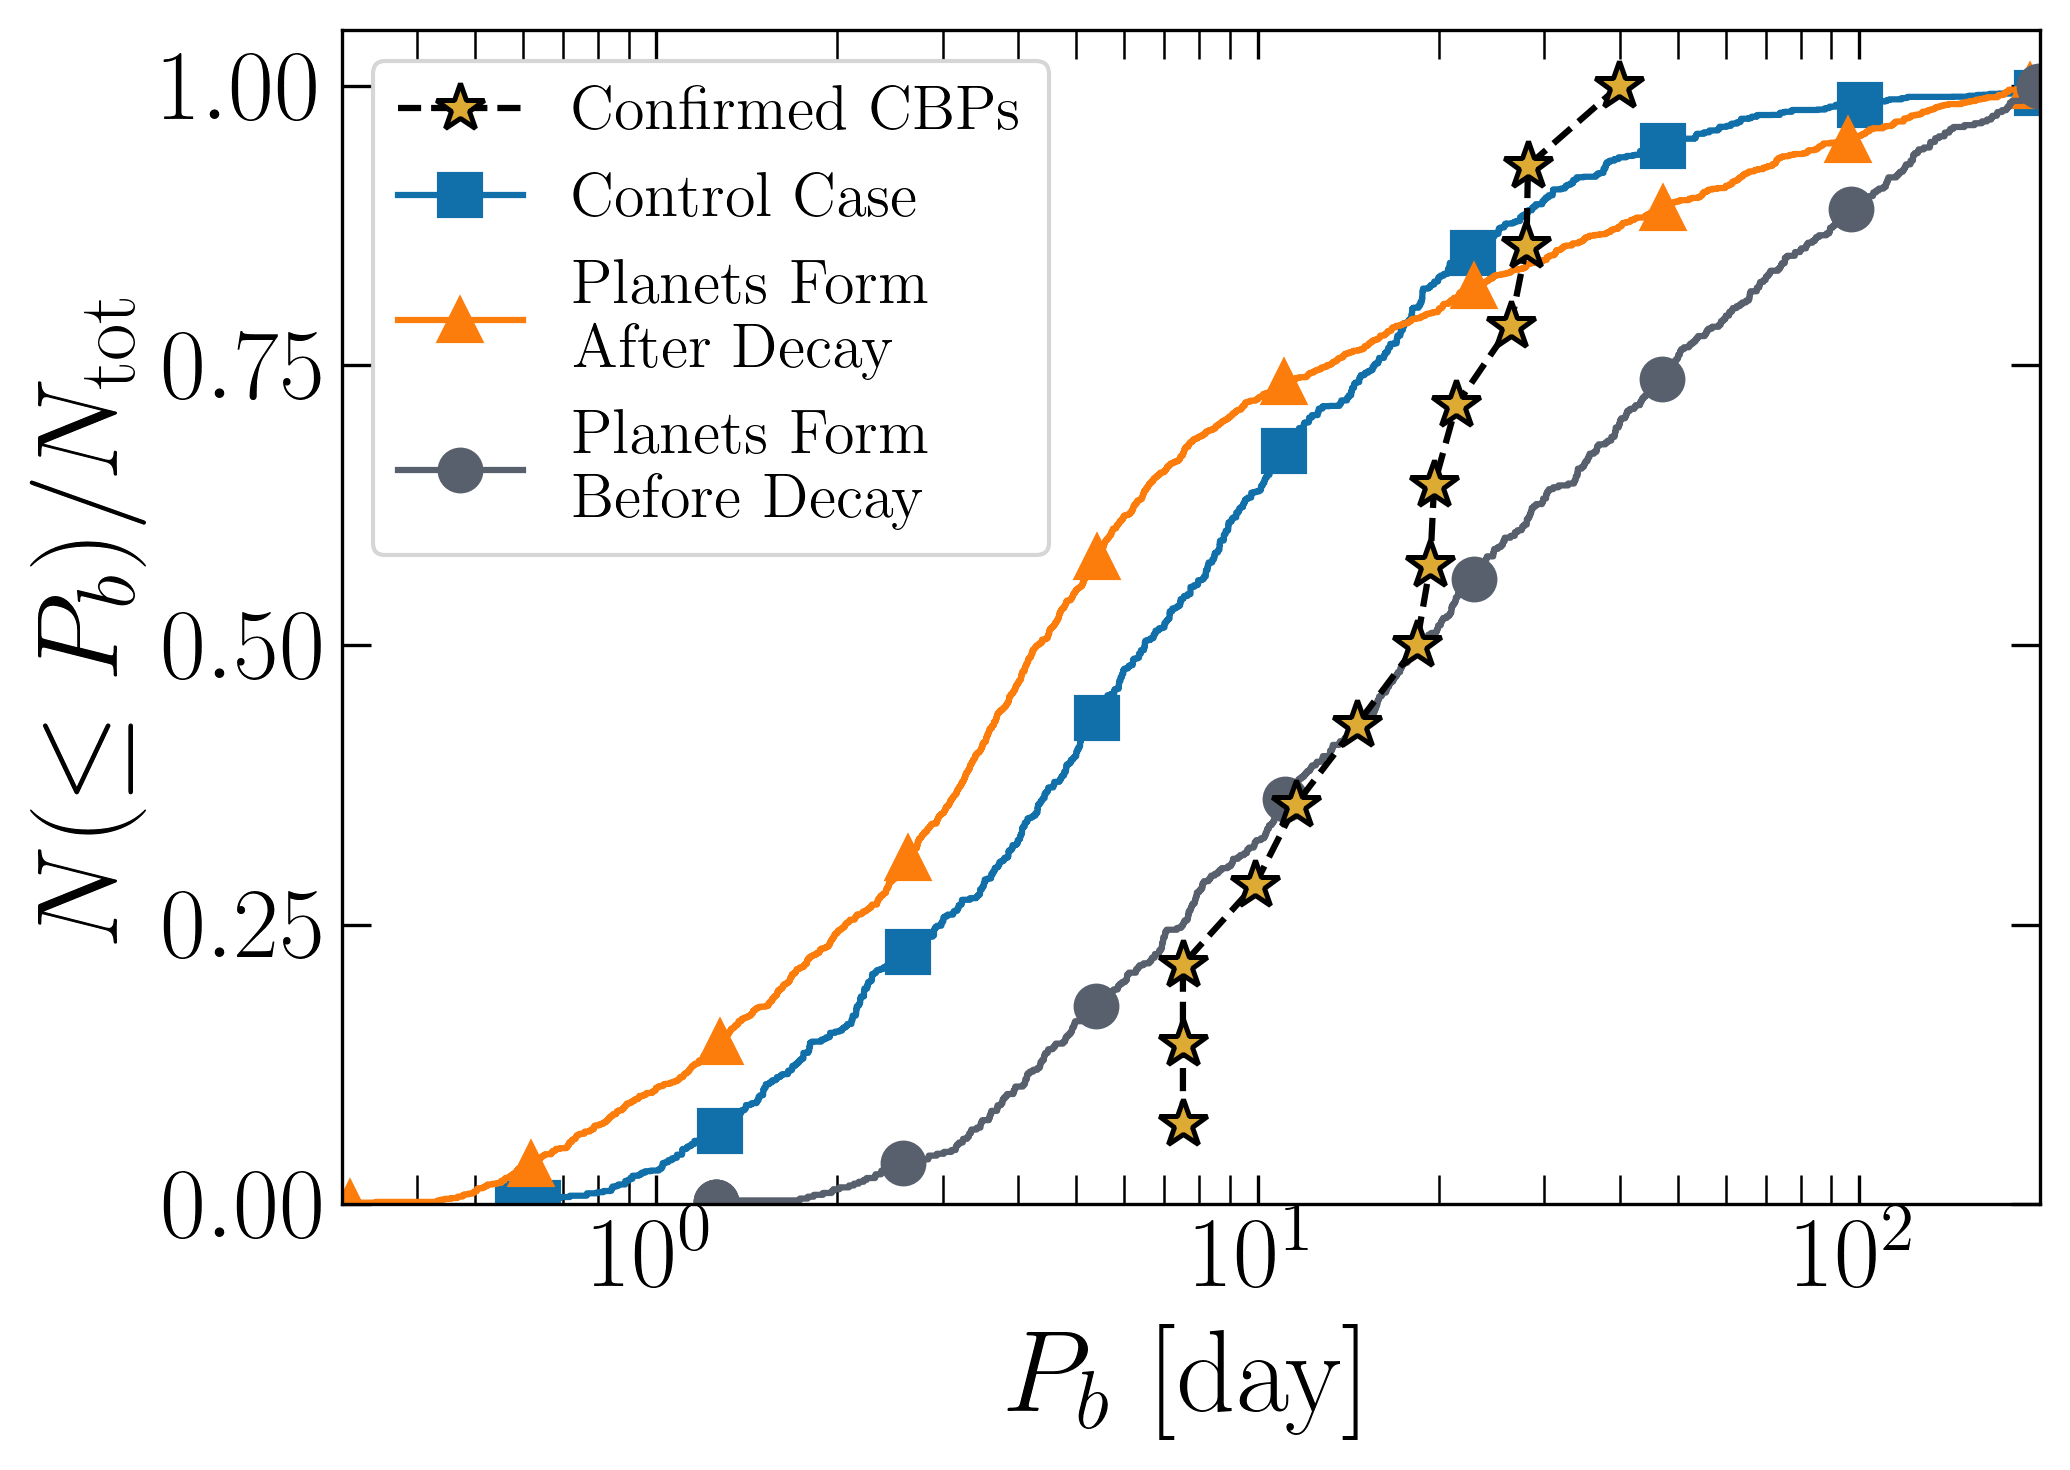 1.00
0.75
0.50
0.25
0.00
N(≤ P_b)/N_tot
Confirmed CBPs
Control Case
Planets Form
After Decay
Planets Form
Before Decay
10^0 10^1 10^2
P_b [day]